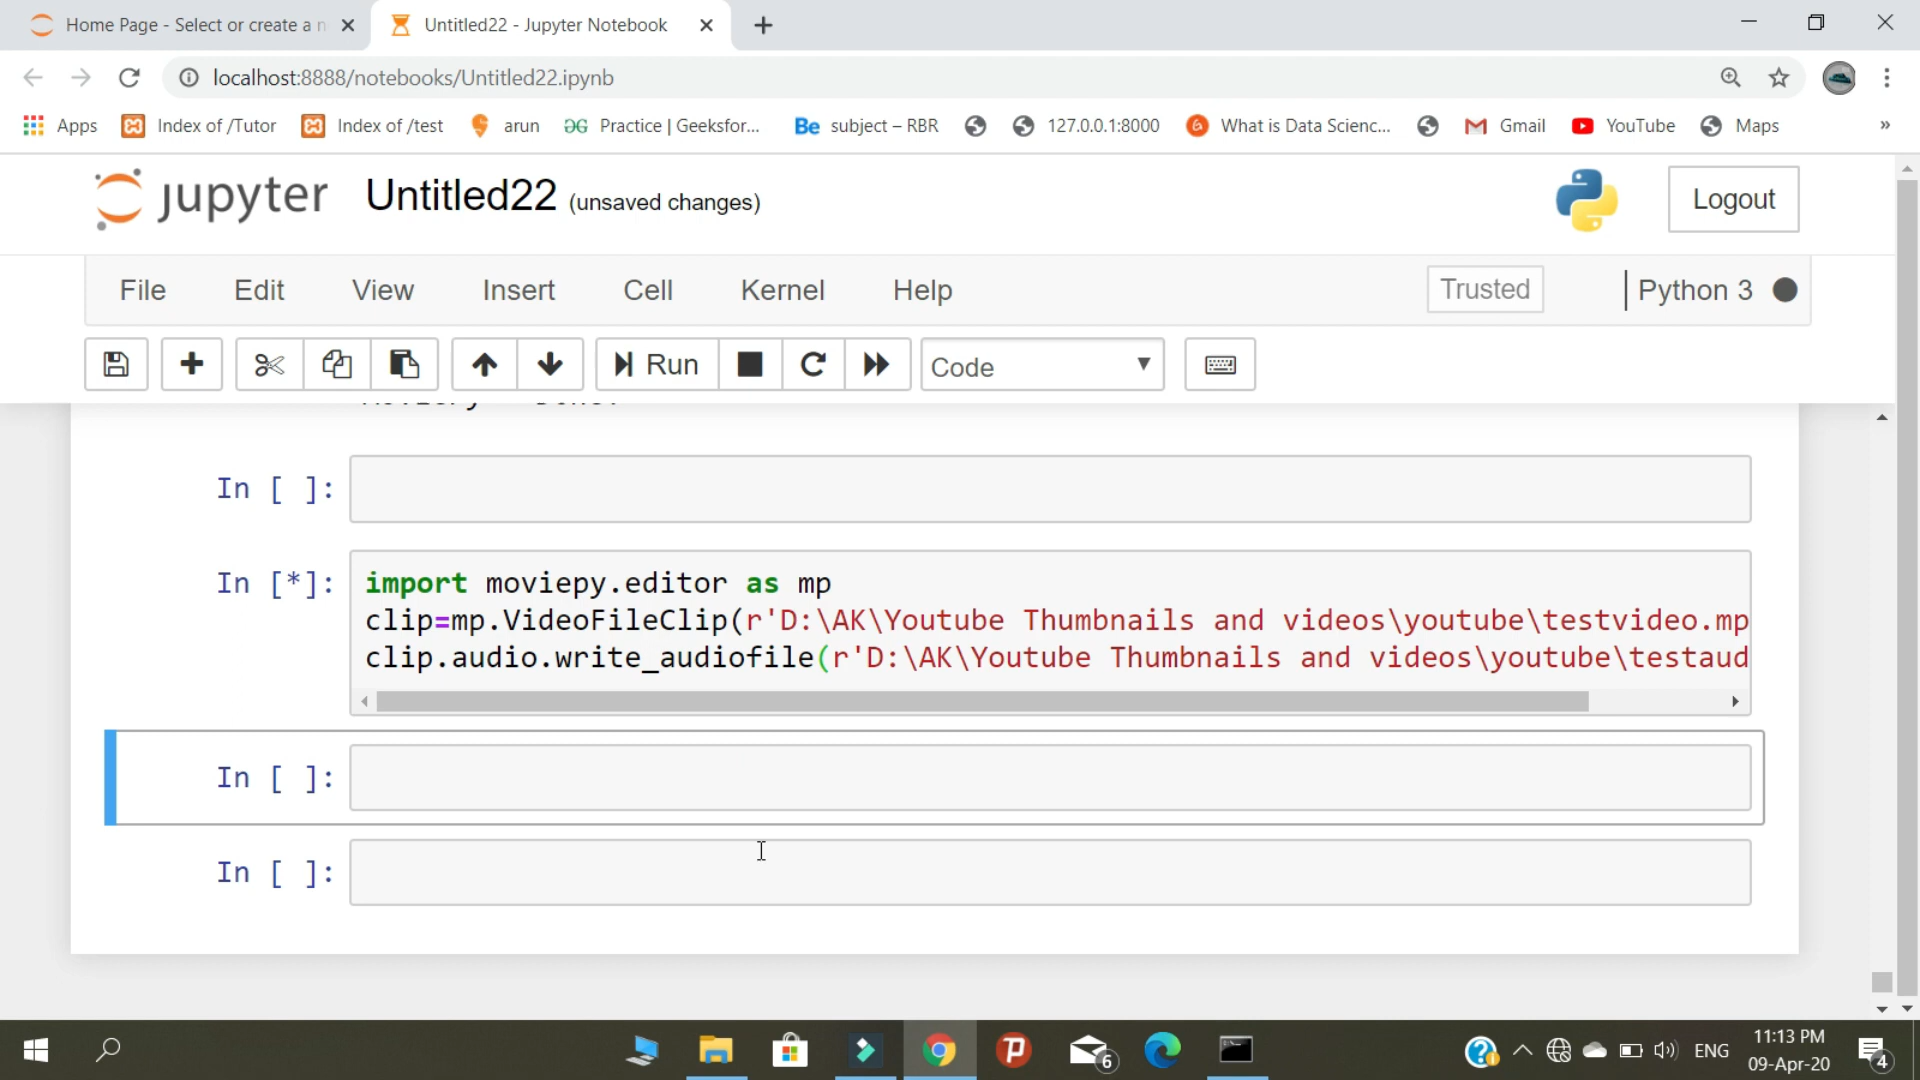 Home Page - Select or create a n
Untitled22 - Jupyter Notebook
localhost:8888/notebooks/Untitled22.ipynb
Apps
Index of /Tutor
Index of /test
arun
Practice | Geeksfor...
Be subject – RBR
127.0.0.1:8000
What is Data Scienc...
Gmail
YouTube
Maps
»
jupyter Untitled22 (unsaved changes)
Logout
File Edit View Insert Cell Kernel Help
Trusted
Python 3
Run
Code
In [ ]:
In [*]: import moviepy.editor as mp
clip=mp.VideoFileClip(r'D:\AK\Youtube Thumbnails and videos\youtube\testvideo.mp
clip.audio.write_audiofile(r'D:\AK\Youtube Thumbnails and videos\youtube\testaud
In [ ]:
In [ ]:
6
ENG
11:13 PM
09-Apr-20
4